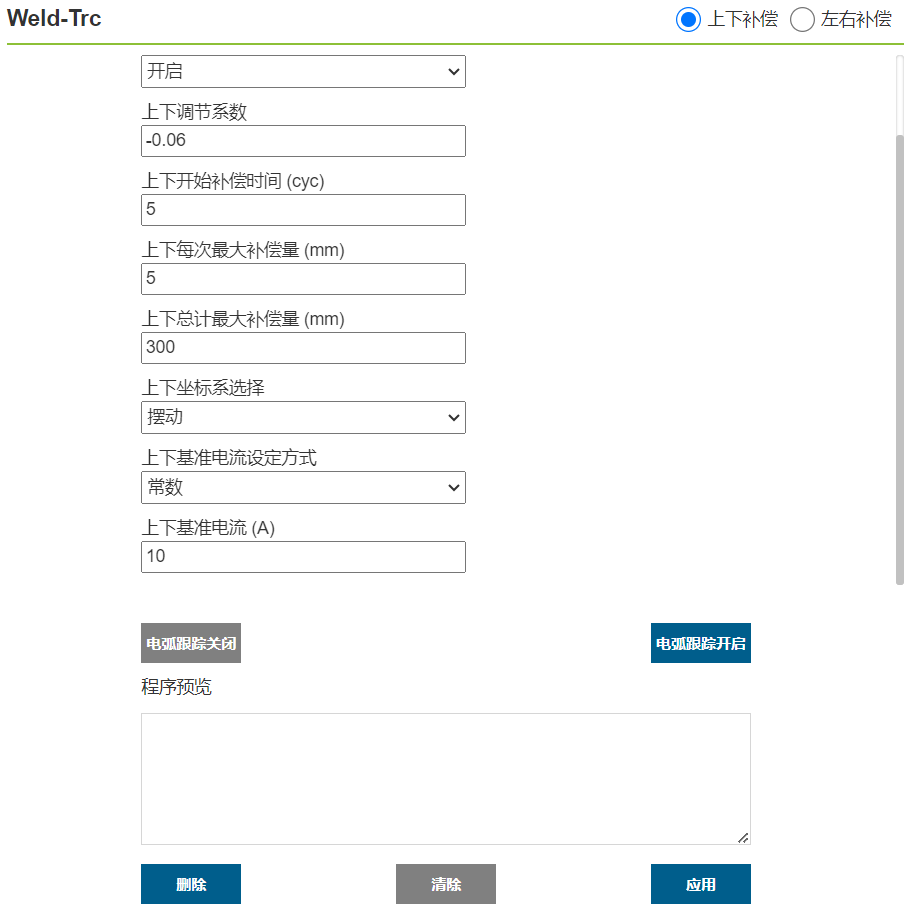 Weld-Trc
上下补偿 左右补偿
开启
上下调节系数
-0.06
上下开始补偿时间 (cyc)
5
上下每次最大补偿量 (mm)
5
上下总计最大补偿量 (mm)
300
上下坐标系选择
摆动
上下基准电流设定方式
常数
上下基准电流 (A)
10
电弧跟踪关闭 电弧跟踪开启
程序预览
删除 清除 应用